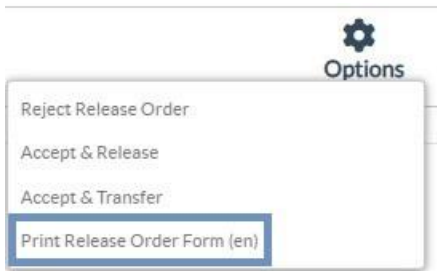 Options
Reject Release Order
Accept & Release
Accept & Transfer
Print Release Order Form (en)